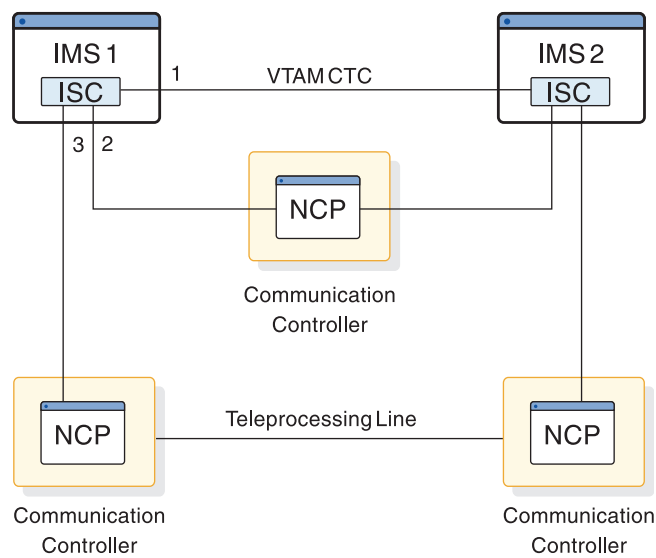 IMS 1
IMS 2
1
VTAM CTC
ISC
ISC
3
2
NCP
Communication
Controller
Teleprocessing Line
NCP
NCP
Communication
Controller
Communication
Controller